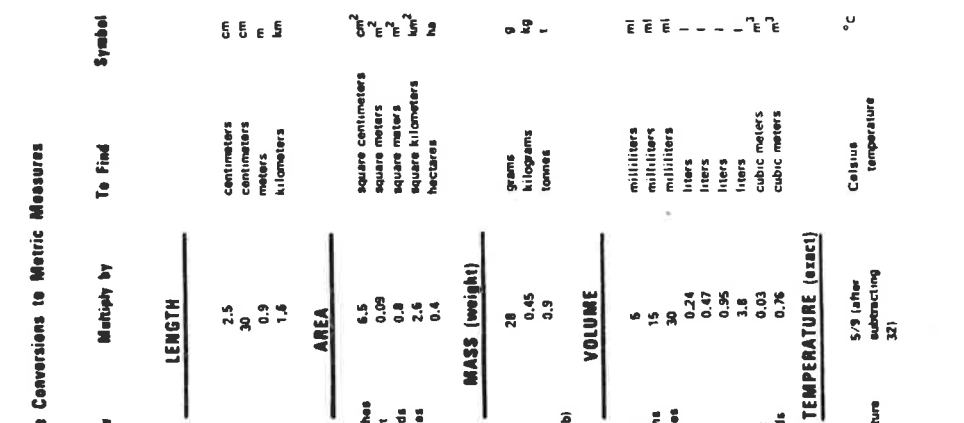 Conversions to Metric Measures
Multiply by To Find Symbol
LENGTH
2.5 centimeters cm
30 centimeters cm
0.9 meters m
1.6 kilometers km
AREA
6.5 square centimeters cm²
0.09 square meters m²
0.8 square meters m²
2.6 square kilometers km²
0.4 hectares ha
MASS (weight)
28 grams g
0.45 kilograms kg
0.9 tonnes t
VOLUME
5 milliliters ml
15 milliliters ml
30 milliliters ml
0.24 liters l
0.47 liters l
0.95 liters l
3.8 liters l
0.03 cubic meters m³
0.76 cubic meters m³
TEMPERATURE (exact)
5/9 (after Celsius °C
subtracting temperature
32)